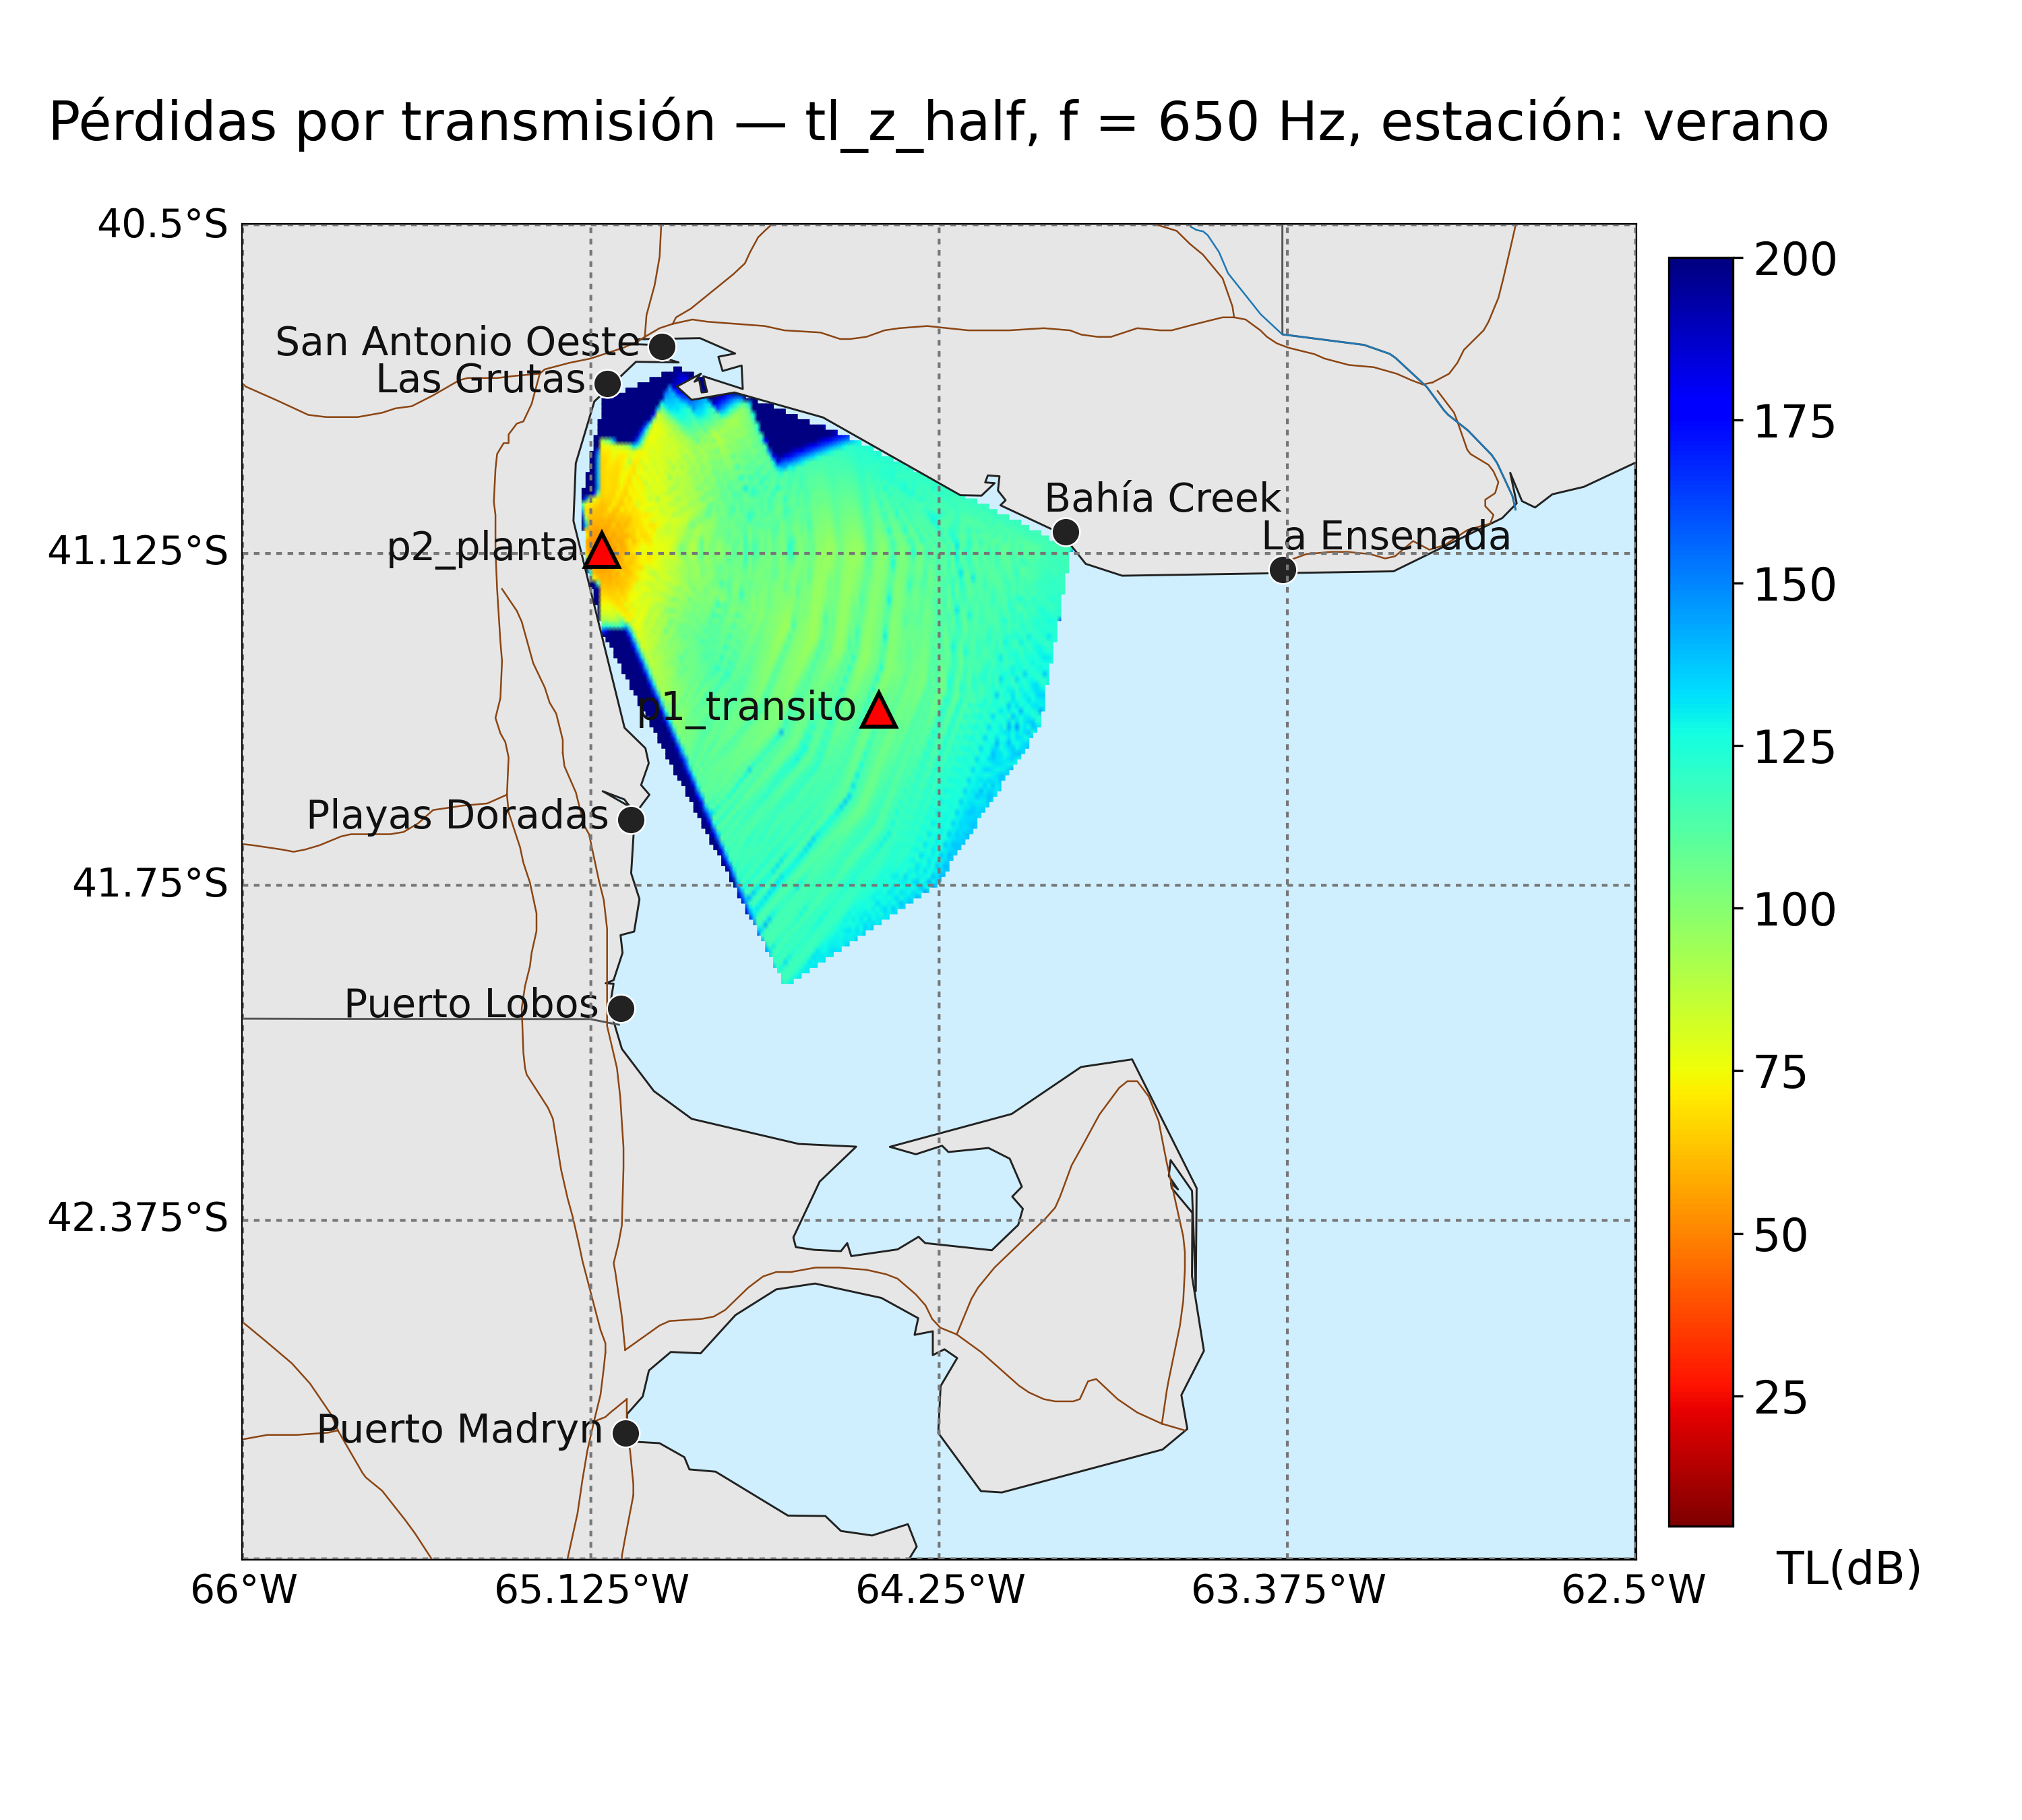 Pérdidas por transmisión — tl_z_half, f = 650 Hz, estación: verano
40.5°S
200
San Antonio Oeste
Las Grutas
175
Bahía Creek
La Ensenada
p2_planta
41.125°S
150
p1_transito
125
Playas Doradas
41.75°S
100
Puerto Lobos
75
42.375°S
50
25
Puerto Madryn
TL(dB)
66°W 65.125°W 64.25°W 63.375°W 62.5°W